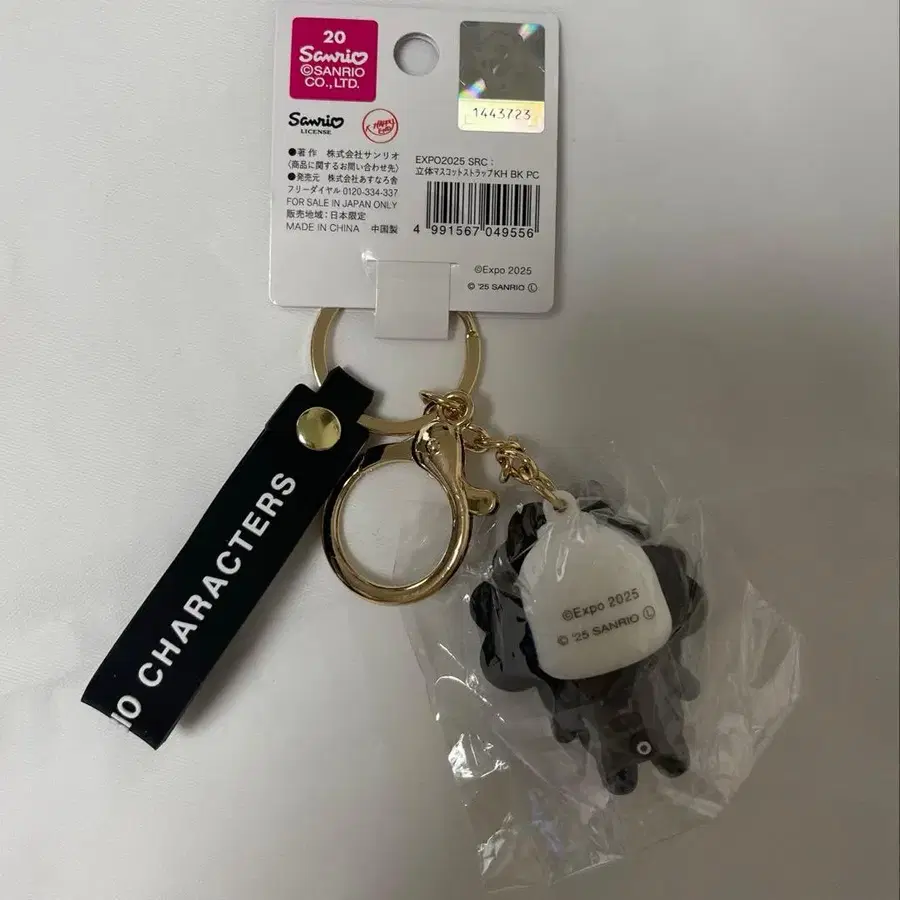 20
Sanrio
©SANRIO
CO.,LTD.
Sanrio
LICENSE
●著作 株式会社サンリオ
〈商品に関するお問い合わせ先〉
●発売元 株式会社あすなろ舎
フリーダイヤル 0120-334-337
FOR SALE IN JAPAN ONLY
販売地域:日本限定
MADE IN CHINA 中国製
1443723
EXPO2025 SRC:
立体マスコットストラップKH BK PC
4 991567 049556
©Expo 2025
© '25 SANRIO Ⓛ
IO CHARACTERS
©Expo 2025
© '25 SANRIO Ⓛ